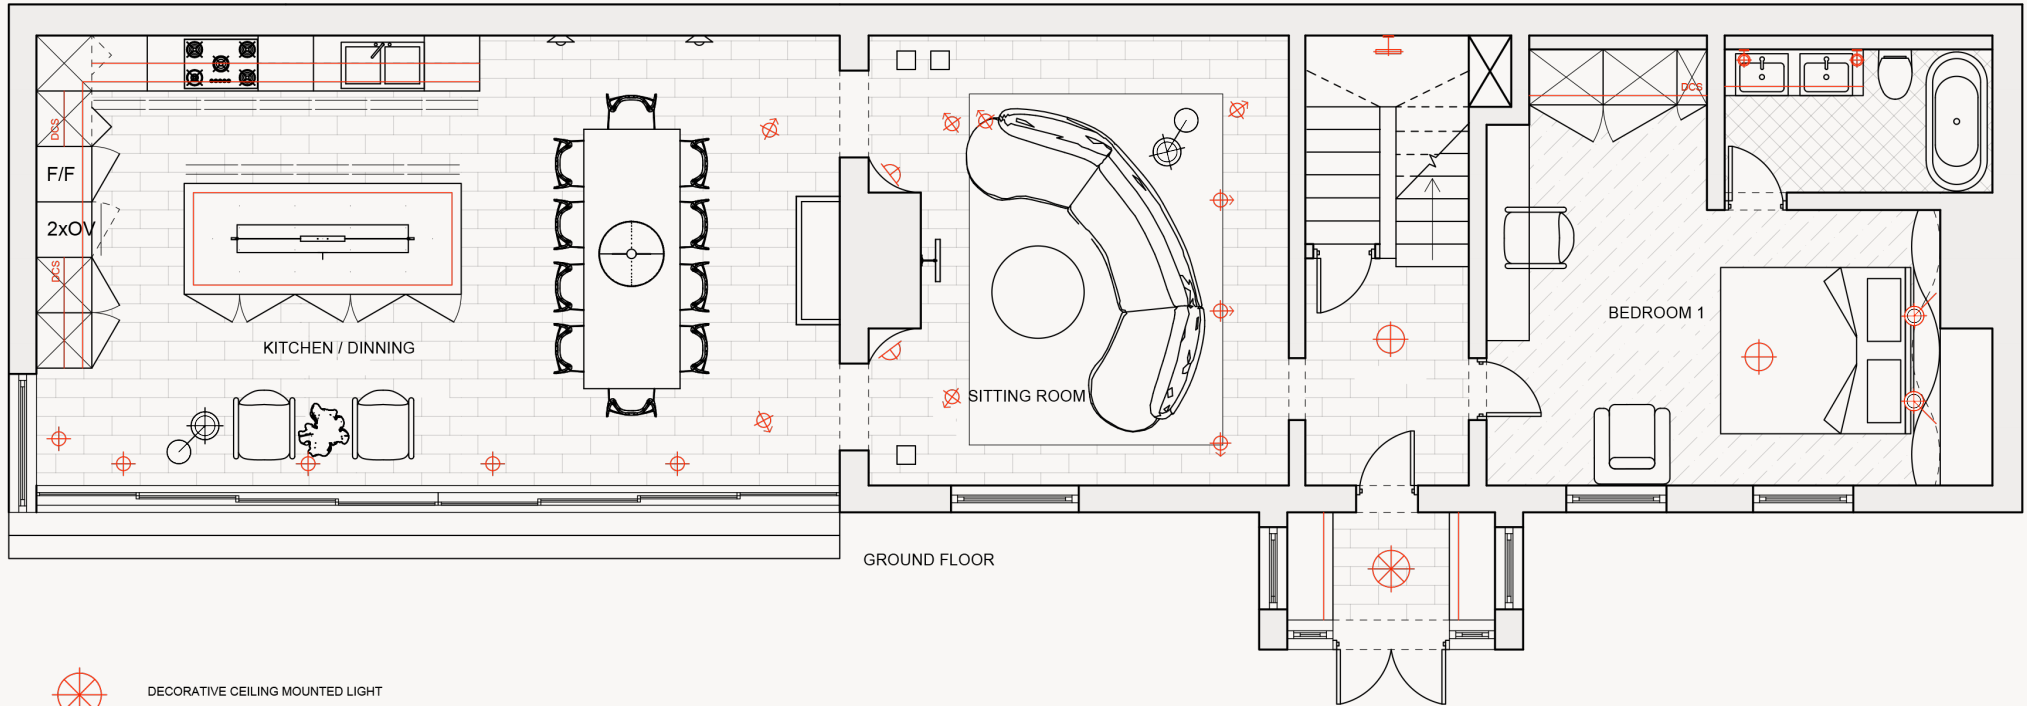 DCS
DCS
F/F
2xOV
DCS
BEDROOM 1
KITCHEN / DINNING
SITTING ROOM
GROUND FLOOR
DECORATIVE CEILING MOUNTED LIGHT